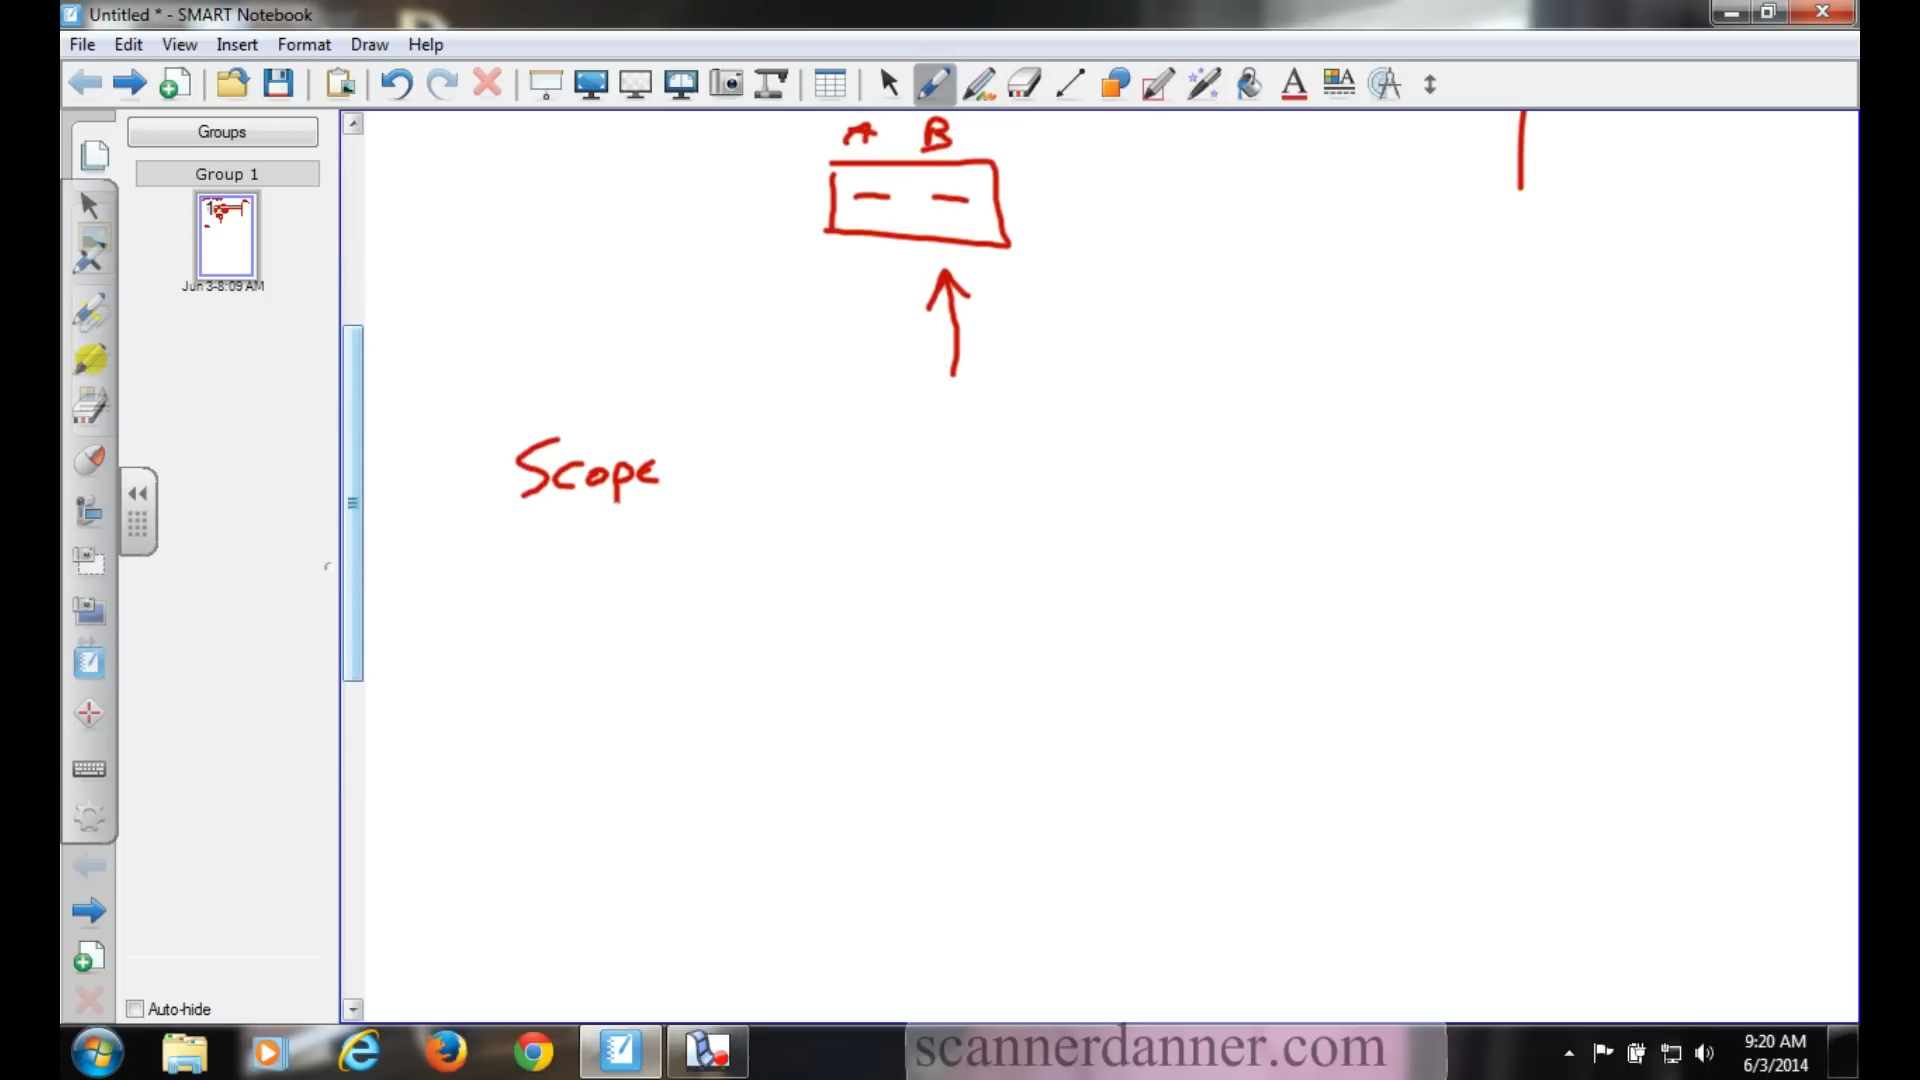 Untitled * - SMART Notebook
File Edit View Insert Format Draw Help
Groups
Group 1
1
Jun 3-8:09 AM
A B
Scope
Auto-hide
scannerdanner.com
9:20 AM
6/3/2014